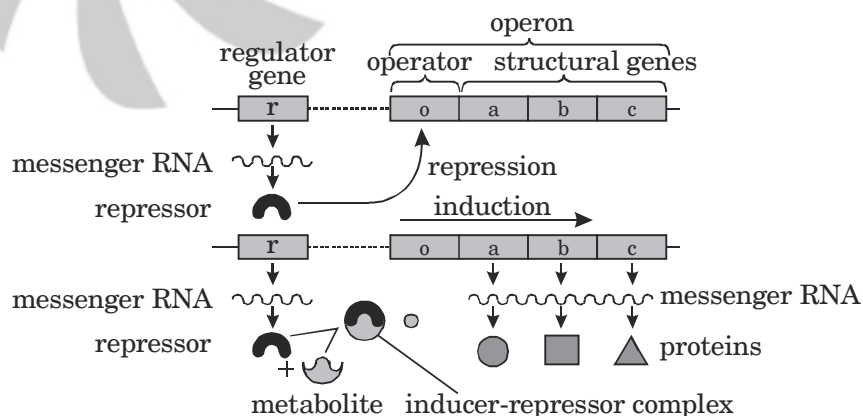 operon
regulator
gene
operator structural genes
r o a b c
messenger RNA
repression
repressor
induction
r o a b c
messenger RNA messenger RNA
repressor proteins
+
metabolite inducer-repressor complex